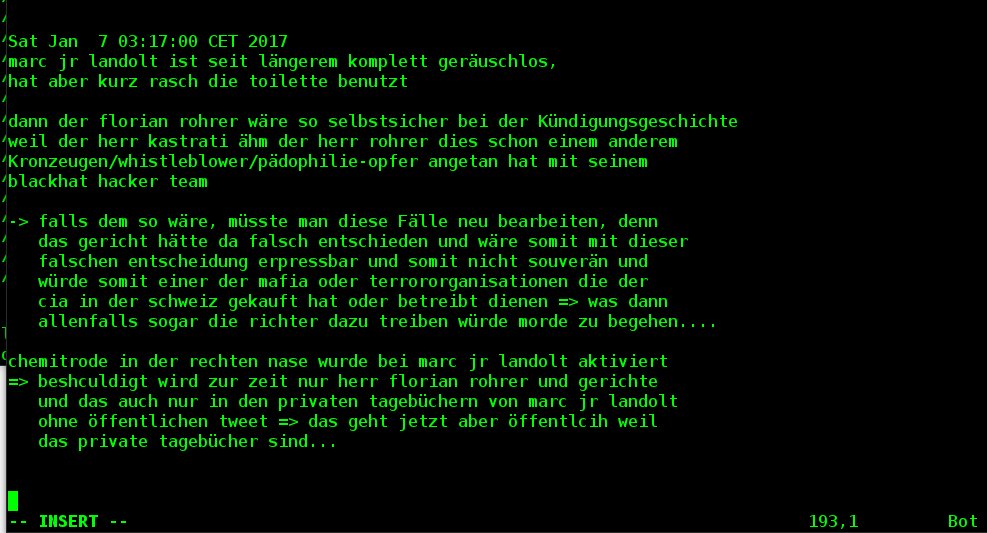 Sat Jan  7 03:17:00 CET 2017
marc jr landolt ist seit längerem komplett geräuschlos,
hat aber kurz rasch die toilette benutzt
dann der florian rohrer wäre so selbstsicher bei der Kündigungsgeschichte
weil der herr kastrati ähm der herr rohrer dies schon einem anderem
Kronzeugen/whistleblower/pädophilie-opfer angetan hat mit seinem
blackhat hacker team
-> falls dem so wäre, müsste man diese Fälle neu bearbeiten, denn
das gericht hätte da falsch entschieden und wäre somit mit dieser
falschen entscheidung erpressbar und somit nicht souverän und
würde somit einer der mafia oder terrororganisationen die der
cia in der schweiz gekauft hat oder betreibt dienen => was dann
allenfalls sogar die richter dazu treiben würde morde zu begehen....
chemitrode in der rechten nase wurde bei marc jr landolt aktiviert
=> beshculdigt wird zur zeit nur herr florian rohrer und gerichte
und das auch nur in den privaten tagebüchern von marc jr landolt
ohne öffentlichen tweet => das geht jetzt aber öffentlcih weil
das private tagebücher sind...
-- INSERT --                    193,1         Bot